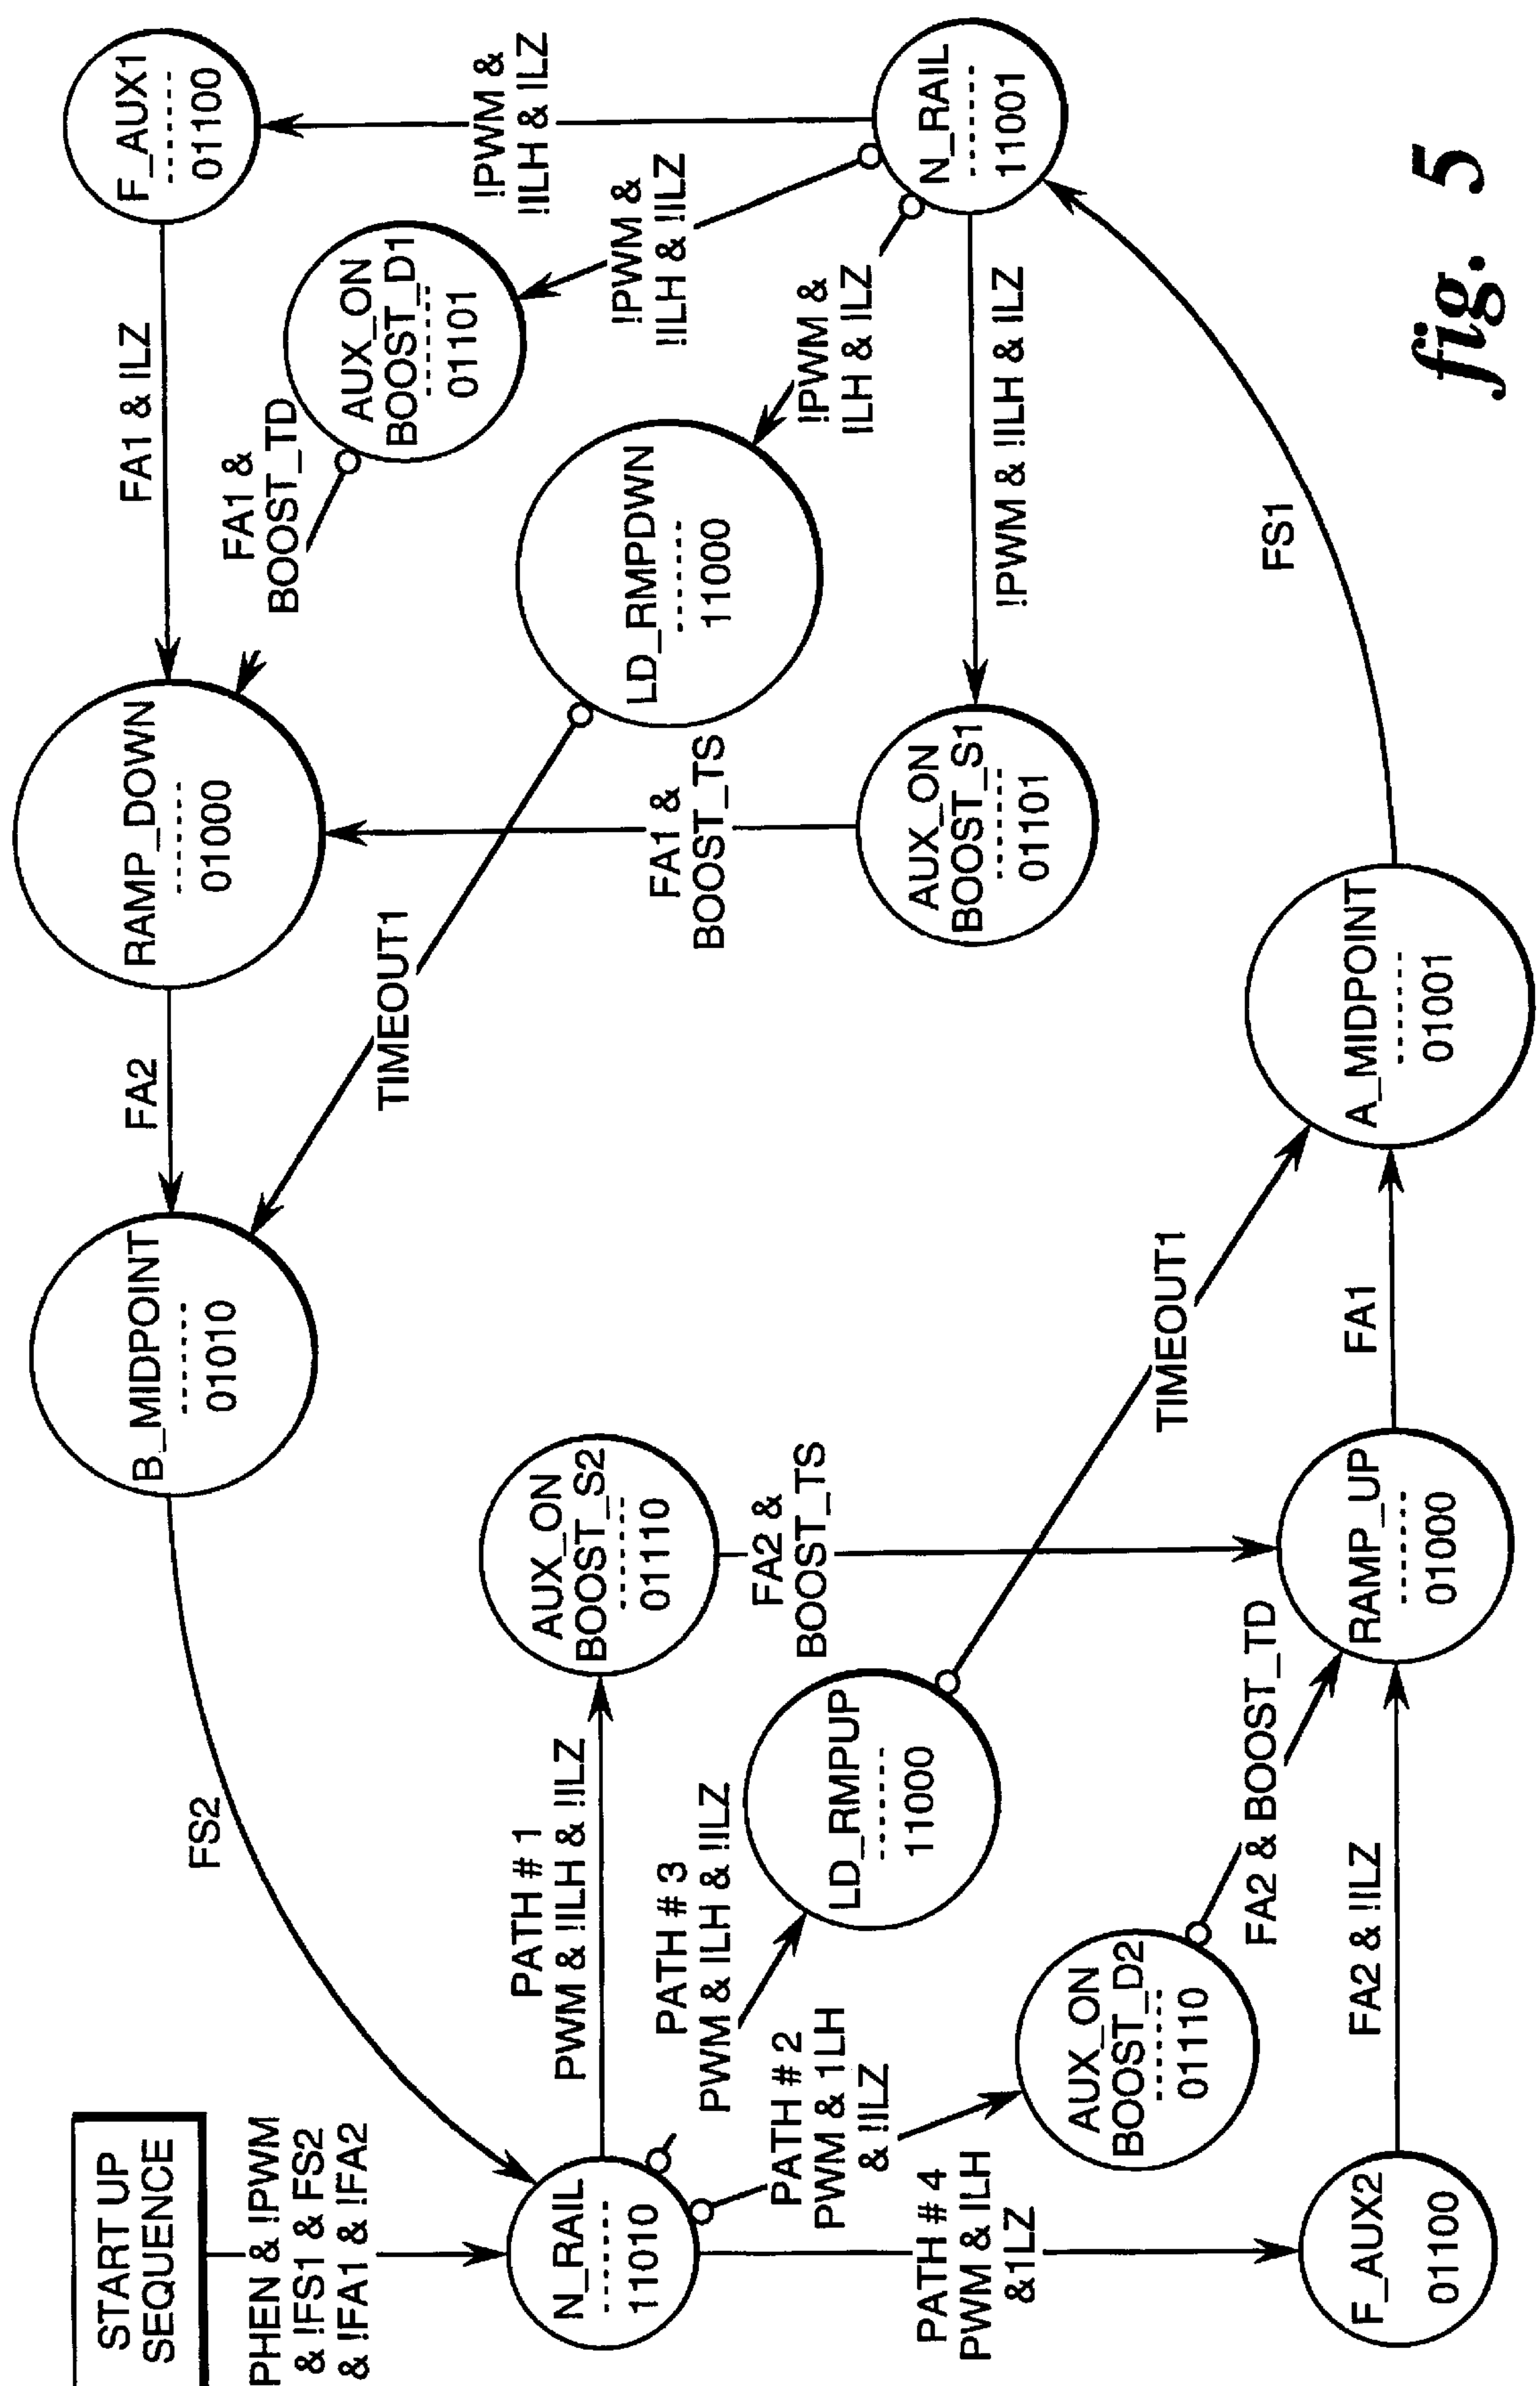 START UP
SEQUENCE
PHEN & !PWM
& !FS1 & FS2
& !FA1 & !FA2
N_RAIL
11010
FS2
B_MIDPOINT
01010
FA2
RAMP_DOWN
01000
FA1 & ILZ
F_AUX1
01100
FA1 &
BOOST_TD
AUX_ON
BOOST_D1
01101
!PWM &
!ILH & ILZ
!PWM &
!ILH & !ILZ
TIMEOUT1
LD_RMPDWN
11000
!PWM &
ILH & ILZ
FA1 &
BOOST_TS
AUX_ON
BOOST_S1
01101
!PWM & !ILH & ILZ
N_RAIL
11001
PATH # 1
PWM & !ILH & !ILZ
AUX_ON
BOOST_S2
01110
FA2 &
BOOST_TS
PATH # 3
PWM & ILH & !ILZ
LD_RMPUP
11000
TIMEOUT1
PATH # 2
PWM & 1LH
& !ILZ
AUX_ON
BOOST_D2
01110
FA2 & BOOST_TD
PATH # 4
PWM & ILH
&1LZ
F_AUX2
01100
FA2 & !ILZ
RAMP_UP
01000
FA1
A_MIDPOINT
01001
FS1
fig. 5